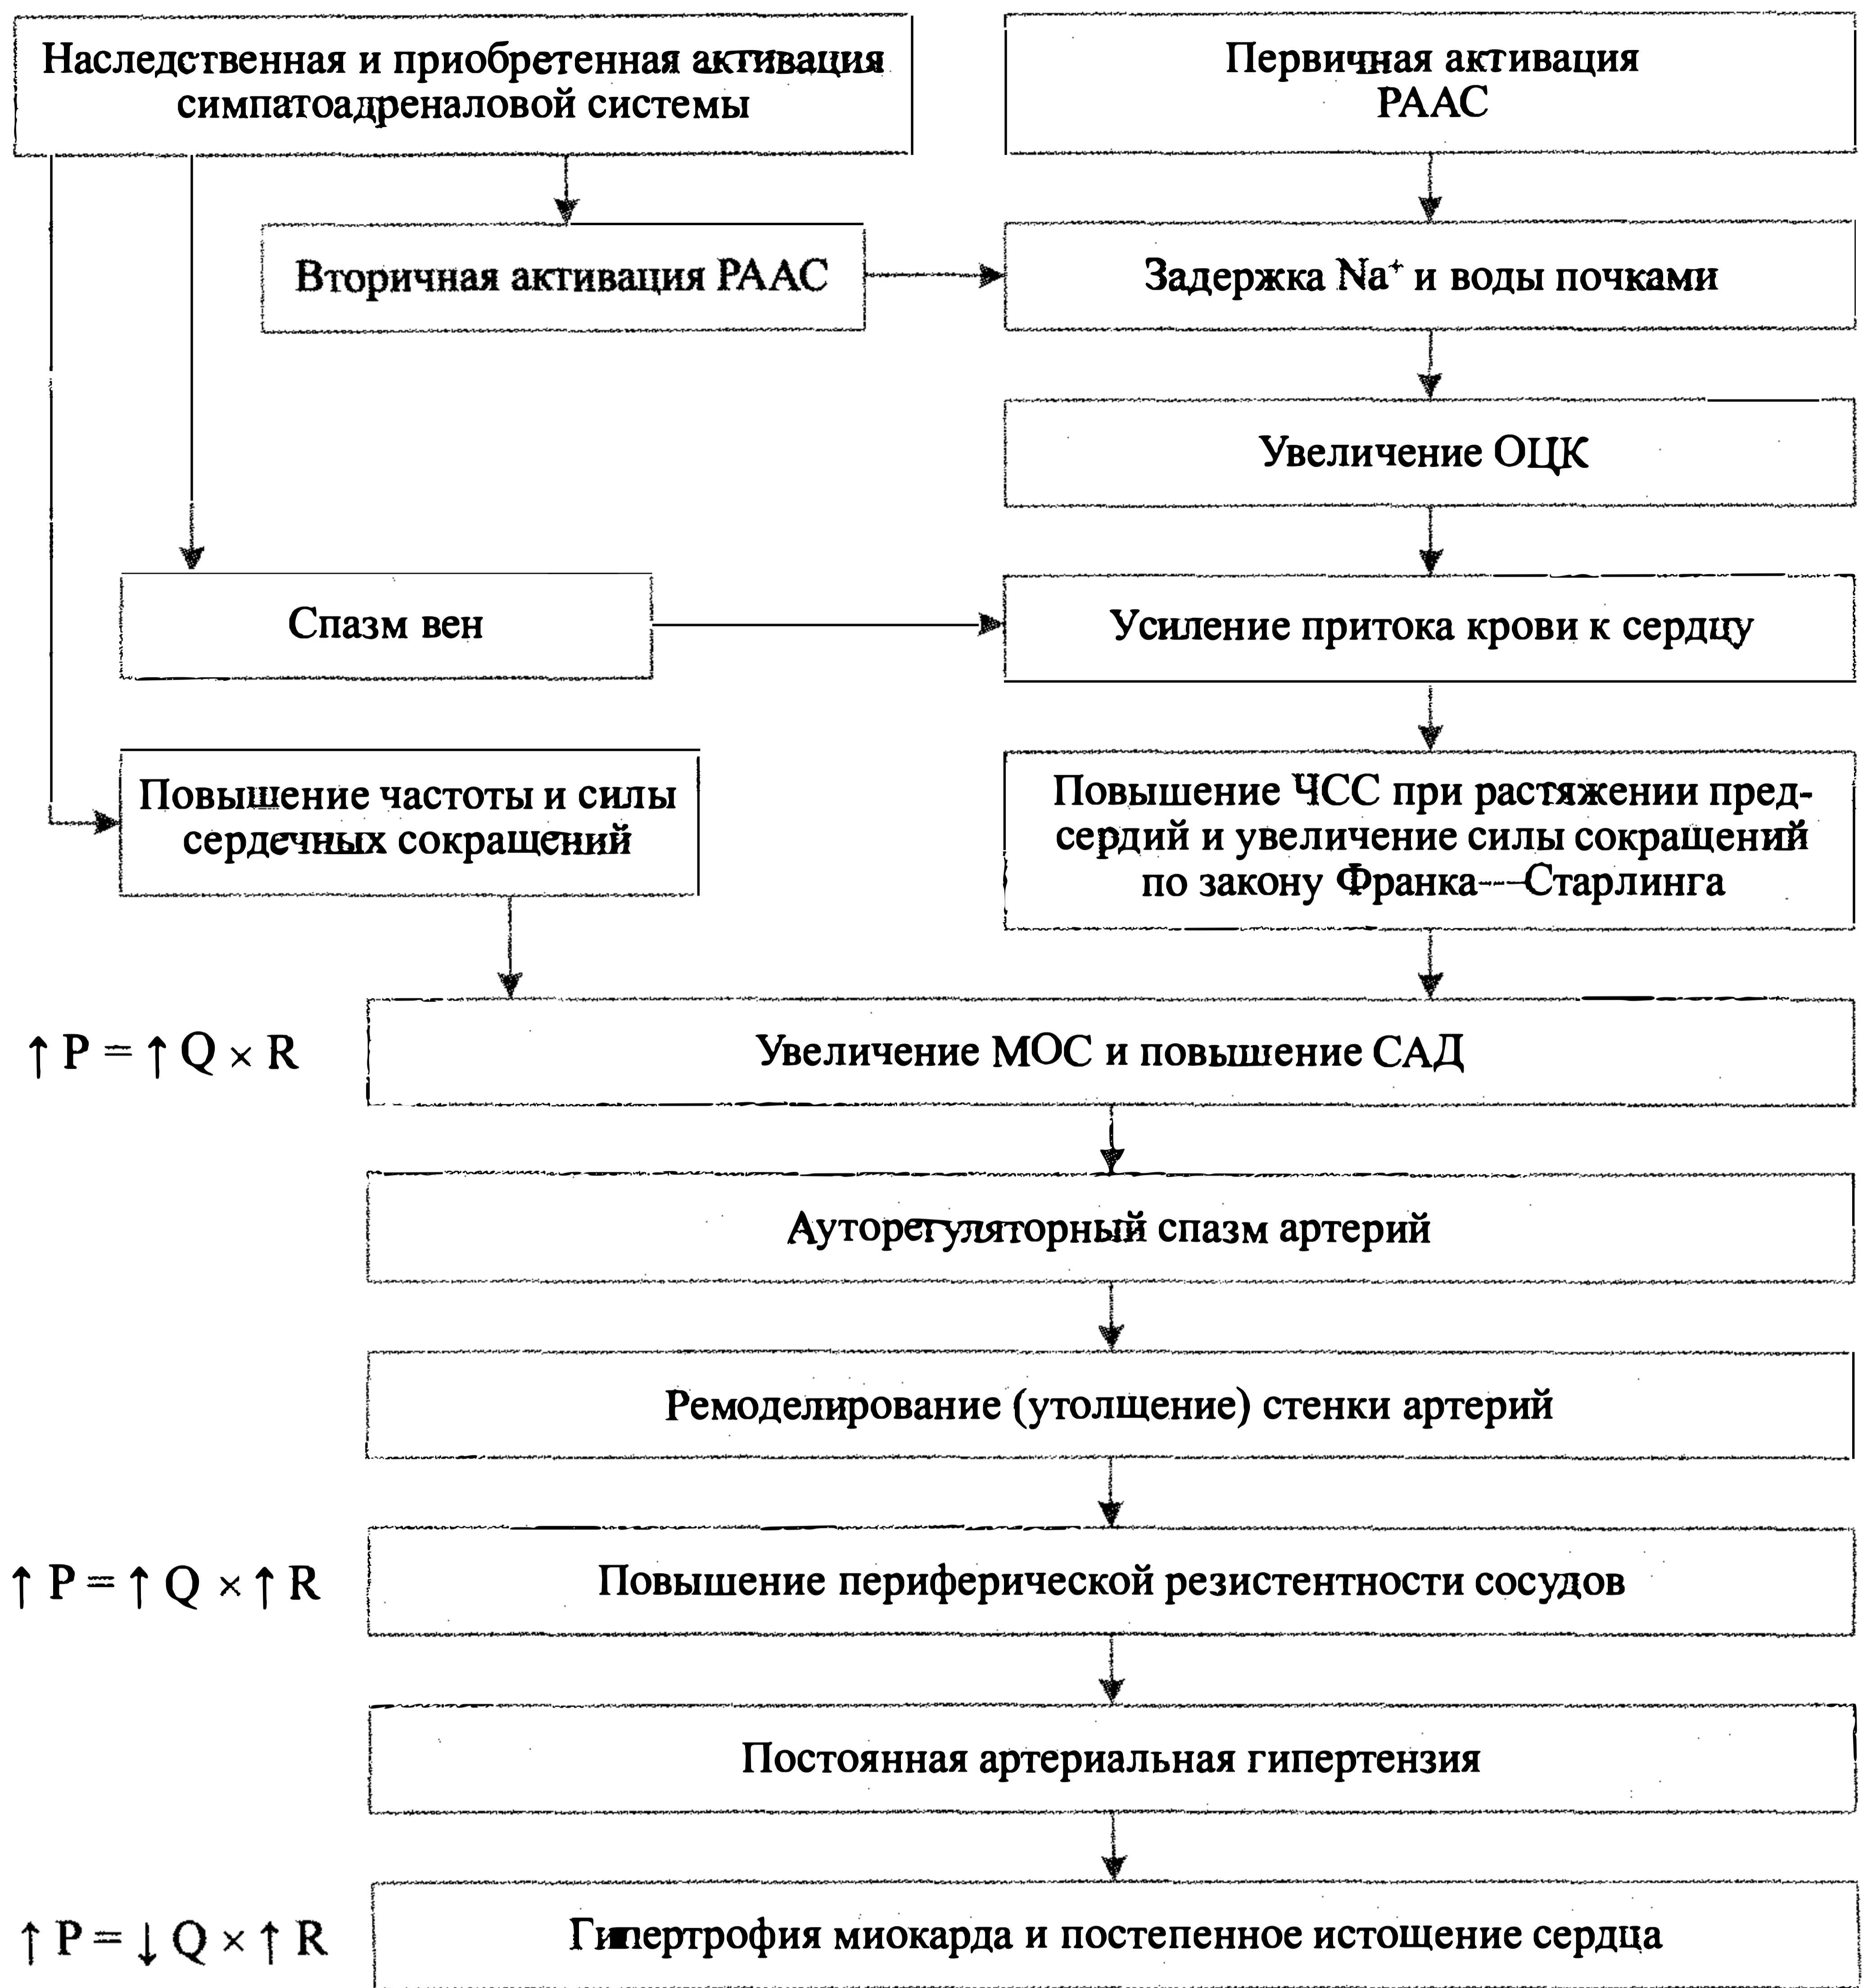 Наследственная и приобретенная активация
симпатоадреналовой системы
Первичная активация
РААС
Вторичная активация РААС
Задержка Na⁺ и воды почками
Увеличение ОЦК
Спазм вен
Усиление притока крови к сердцу
Повышение частоты и силы
сердечных сокращений
Повышение ЧСС при растяжении пред-
сердий и увеличение силы сокращений
по закону Франка—Старлинга
↑ P = ↑ Q × R
Увеличение МОС и повышение САД
Ауторегуляторный спазм артерий
Ремоделирование (утолщение) стенки артерий
↑ P = ↑ Q × ↑ R
Повышение периферической резистентности сосудов
Постоянная артериальная гипертензия
↑ P = ↓ Q × ↑ R
Гипертрофия миокарда и постепенное истощение сердца